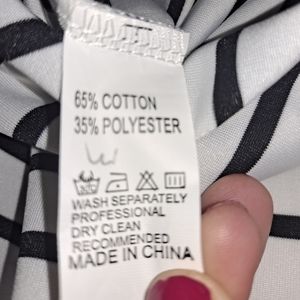 65% COTTON
35% POLYESTER
WASH SEPARATELY
PROFESSIONAL
DRY CLEAN
RECOMMENDED
MADE IN CHINA